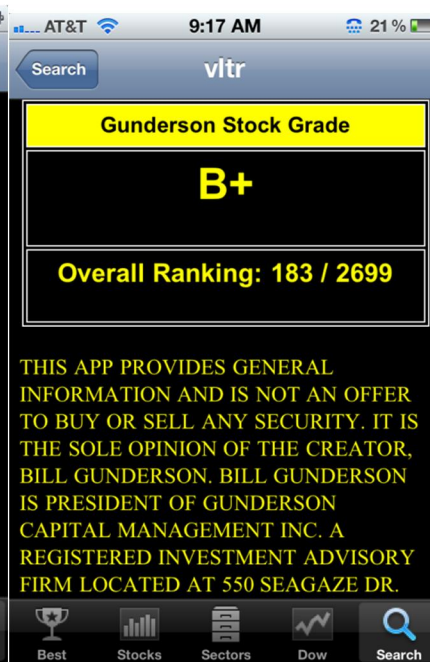 AT&T 9:17 AM 21 %
Search vltr
Gunderson Stock Grade
B+
Overall Ranking: 183 / 2699
THIS APP PROVIDES GENERAL
INFORMATION AND IS NOT AN OFFER
TO BUY OR SELL ANY SECURITY. IT IS
THE SOLE OPINION OF THE CREATOR,
BILL GUNDERSON. BILL GUNDERSON
IS PRESIDENT OF GUNDERSON
CAPITAL MANAGEMENT INC. A
REGISTERED INVESTMENT ADVISORY
FIRM LOCATED AT 550 SEAGAZE DR.
Best Stocks Sectors Dow Search